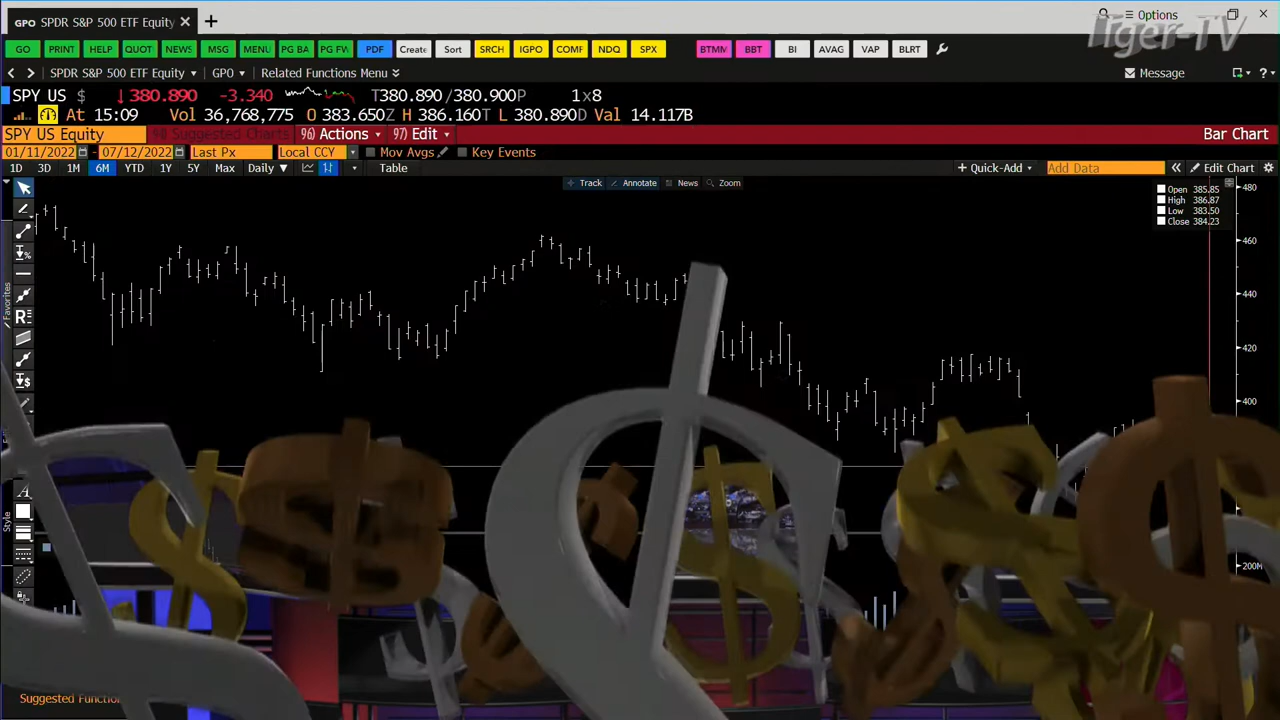 GPO SPDR S&P 500 ETF Equity × +
Options
Tiger-TV
GO PRINT HELP QUOT NEWS MSG MENU PG BA PG FW PDF Create Sort SRCH IGPO COMF NDQ SPX BTMM BBT BI AVAG VAP BLRT
SPDR S&P 500 ETF Equity GPO Related Functions Menu Message ?
SPY US $ ↓380.890 -3.340 T380.890/380.900P 1x8
At 15:09 Vol 36,768,775 O 383.650Z H 386.160T L 380.890D Val 14.117B
SPY US Equity 98) Suggested Charts 96) Actions 97) Edit Bar Chart
01/11/2022 - 07/12/2022 Last Px Local CCY Mov Avgs Key Events
1D 3D 1M 6M YTD 1Y 5Y Max Daily ▼ Table + Quick-Add Add Data « Edit Chart
Track Annotate News Zoom
Open 385.85
High 386.87
Low 383.50
Close 384.23
480
460
440
420
400
200M
Favorites
Style
Suggested Function